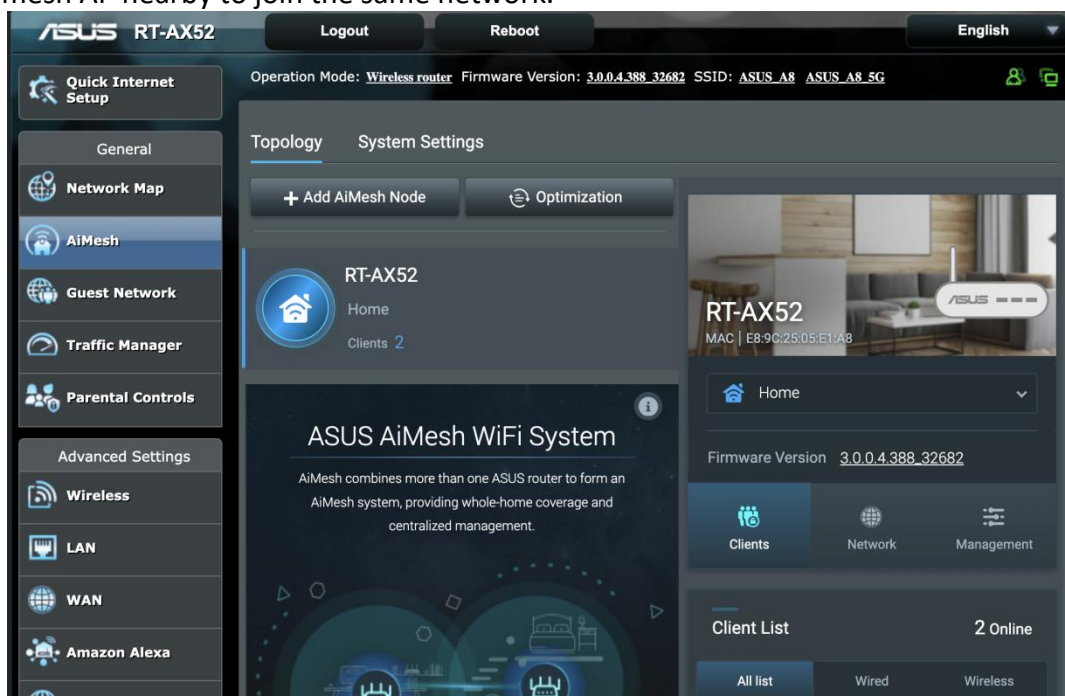 mesh AP nearby to join the same network.
ASUS RT-AX52
Logout
Reboot
English
Quick Internet
Setup
Operation Mode: Wireless router Firmware Version: 3.0.0.4.388_32682 SSID: ASUS_A8 ASUS_A8_5G
General
Network Map
AiMesh
Guest Network
Traffic Manager
Parental Controls
Advanced Settings
Wireless
LAN
WAN
Amazon Alexa
Topology
System Settings
+ Add AiMesh Node
Optimization
RT-AX52
Home
Clients 2
ASUS AiMesh WiFi System
AiMesh combines more than one ASUS router to form an
AiMesh system, providing whole-home coverage and
centralized management.
ASUS
RT-AX52
MAC | E8:9C:25:05:E1:A8
Home
Firmware Version 3.0.0.4.388_32682
Clients
Network
Management
Client List
2 Online
All list
Wired
Wireless